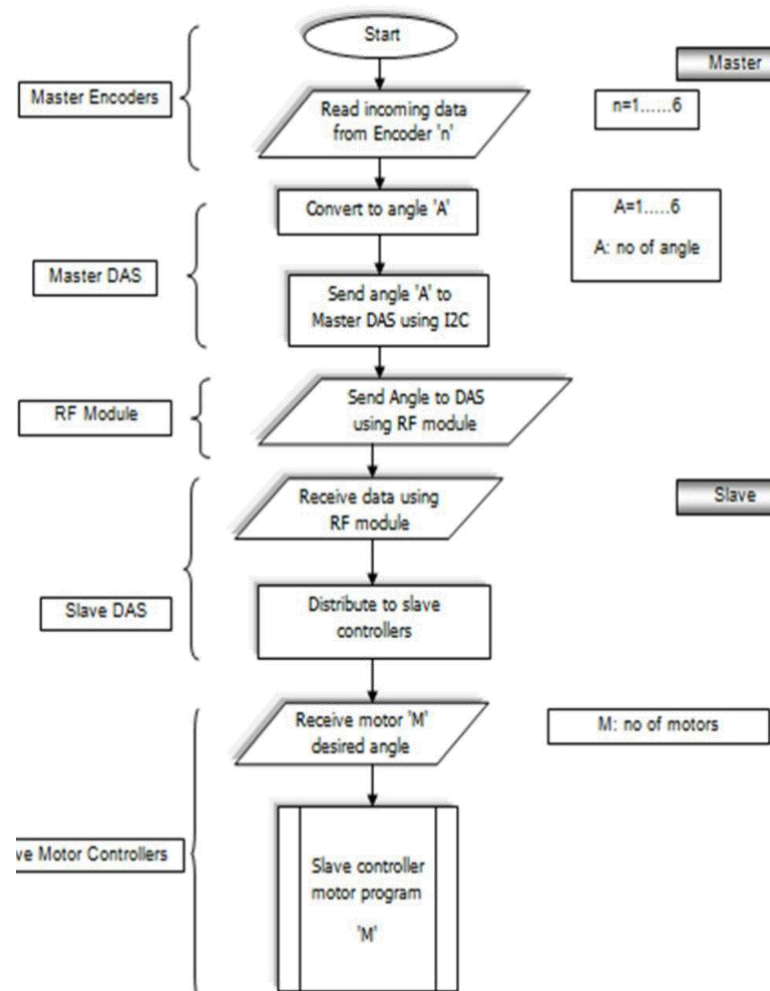 Start
Master
Master Encoders
Read incoming data
from Encoder 'n'
n=1......6
Convert to angle 'A'
A=1.....6
A: no of angle
Master DAS
Send angle 'A' to
Master DAS using I2C
RF Module
Send Angle to DAS
using RF module
Receive data using
RF module
Slave
Slave DAS
Distribute to slave
controllers
Receive motor 'M'
desired angle
M: no of motors
ve Motor Controllers
Slave controller
motor program
'M'